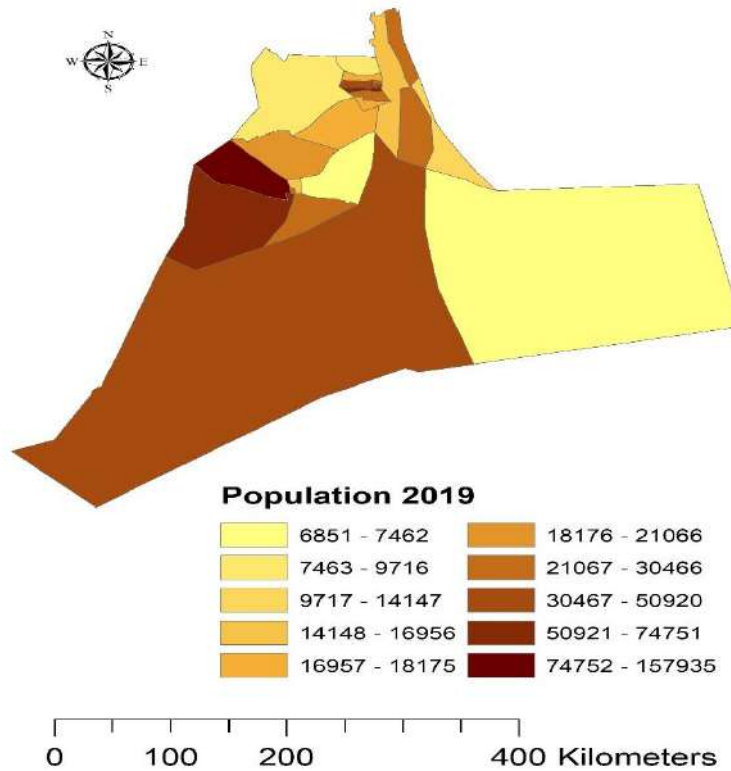 N
W E
S
Population 2019
6851 - 7462
7463 - 9716
9717 - 14147
14148 - 16956
16957 - 18175
18176 - 21066
21067 - 30466
30467 - 50920
50921 - 74751
74752 - 157935
0 100 200 400 Kilometers